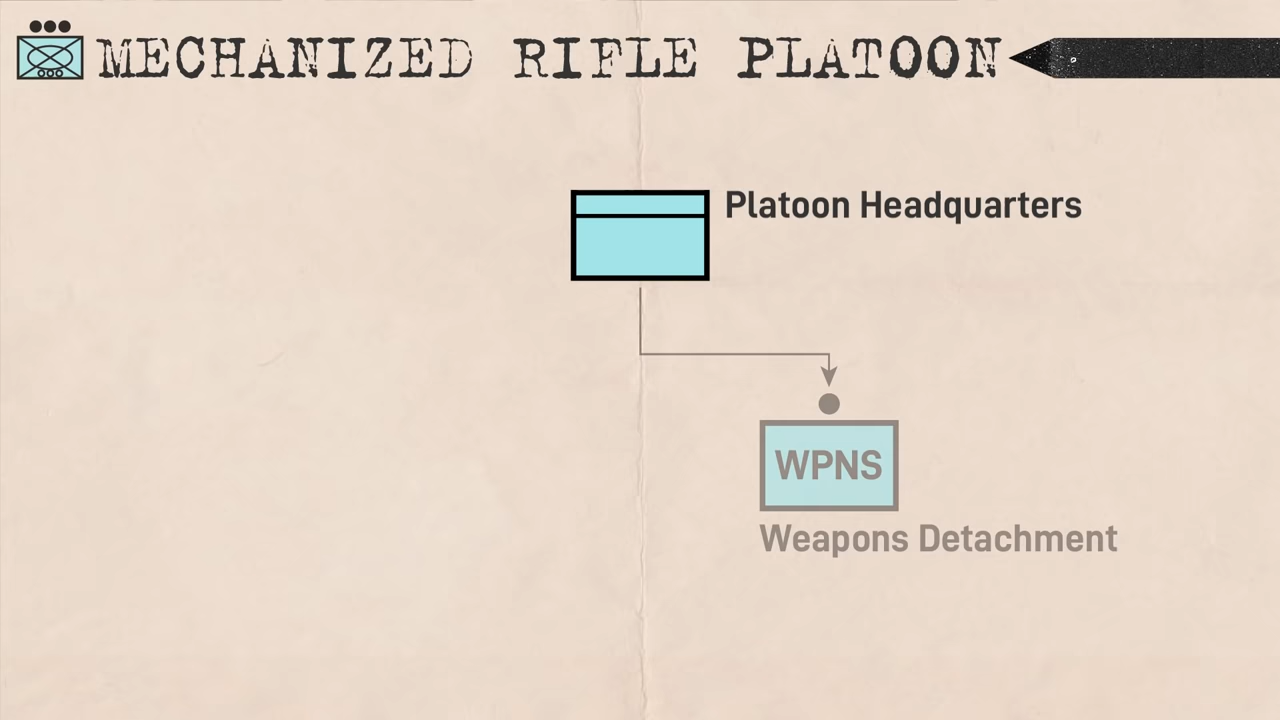 MECHANIZED RIFLE PLATOON
Platoon Headquarters
WPNS
Weapons Detachment